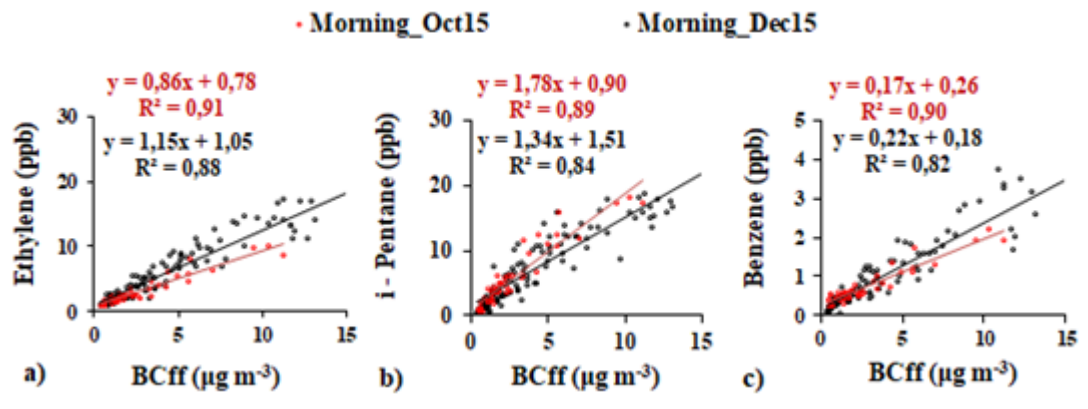 Morning_Oct15 Morning_Dec15
y = 0,86x + 0,78
R² = 0,91
y = 1,15x + 1,05
R² = 0,88
Ethylene (ppb)
30
20
10
0
0 5 10 15
a) BCff (µg m⁻³)
y = 1,78x + 0,90
R² = 0,89
y = 1,34x + 1,51
R² = 0,84
i - Pentane (ppb)
30
20
10
0
0 5 10 15
b) BCff (µg m⁻³)
y = 0,17x + 0,26
R² = 0,90
y = 0,22x + 0,18
R² = 0,82
Benzene (ppb)
5
4
3
2
1
0
0 5 10 15
c) BCff (µg m⁻³)